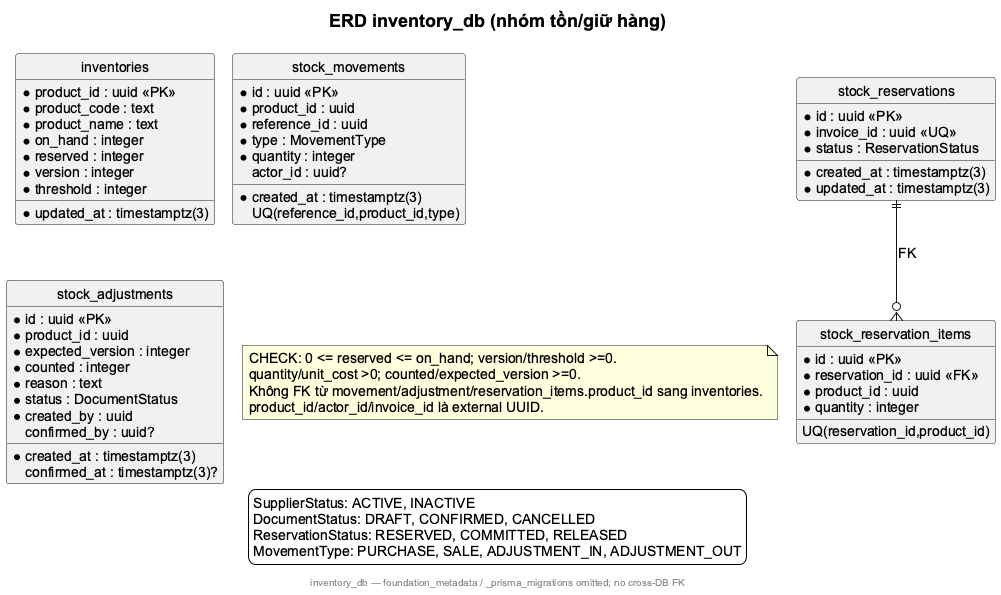 ERD inventory_db (nhóm tồn/giữ hàng)
inventories
product_id : uuid «PK»
product_code : text
product_name : text
on_hand : integer
reserved : integer
version : integer
threshold : integer
updated_at : timestamptz(3)
stock_movements
id : uuid «PK»
product_id : uuid
reference_id : uuid
type : MovementType
quantity : integer
actor_id : uuid?
created_at : timestamptz(3)
UQ(reference_id,product_id,type)
stock_reservations
id : uuid «PK»
invoice_id : uuid «UQ»
status : ReservationStatus
created_at : timestamptz(3)
updated_at : timestamptz(3)
FK
stock_adjustments
id : uuid «PK»
product_id : uuid
expected_version : integer
counted : integer
reason : text
status : DocumentStatus
created_by : uuid
confirmed_by : uuid?
created_at : timestamptz(3)
confirmed_at : timestamptz(3)?
CHECK: 0 <= reserved <= on_hand; version/threshold >=0.
quantity/unit_cost >0; counted/expected_version >=0.
Không FK từ movement/adjustment/reservation_items.product_id sang inventories.
product_id/actor_id/invoice_id là external UUID.
stock_reservation_items
id : uuid «PK»
reservation_id : uuid «FK»
product_id : uuid
quantity : integer
UQ(reservation_id,product_id)
SupplierStatus: ACTIVE, INACTIVE
DocumentStatus: DRAFT, CONFIRMED, CANCELLED
ReservationStatus: RESERVED, COMMITTED, RELEASED
MovementType: PURCHASE, SALE, ADJUSTMENT_IN, ADJUSTMENT_OUT
inventory_db — foundation_metadata / _prisma_migrations omitted; no cross-DB FK